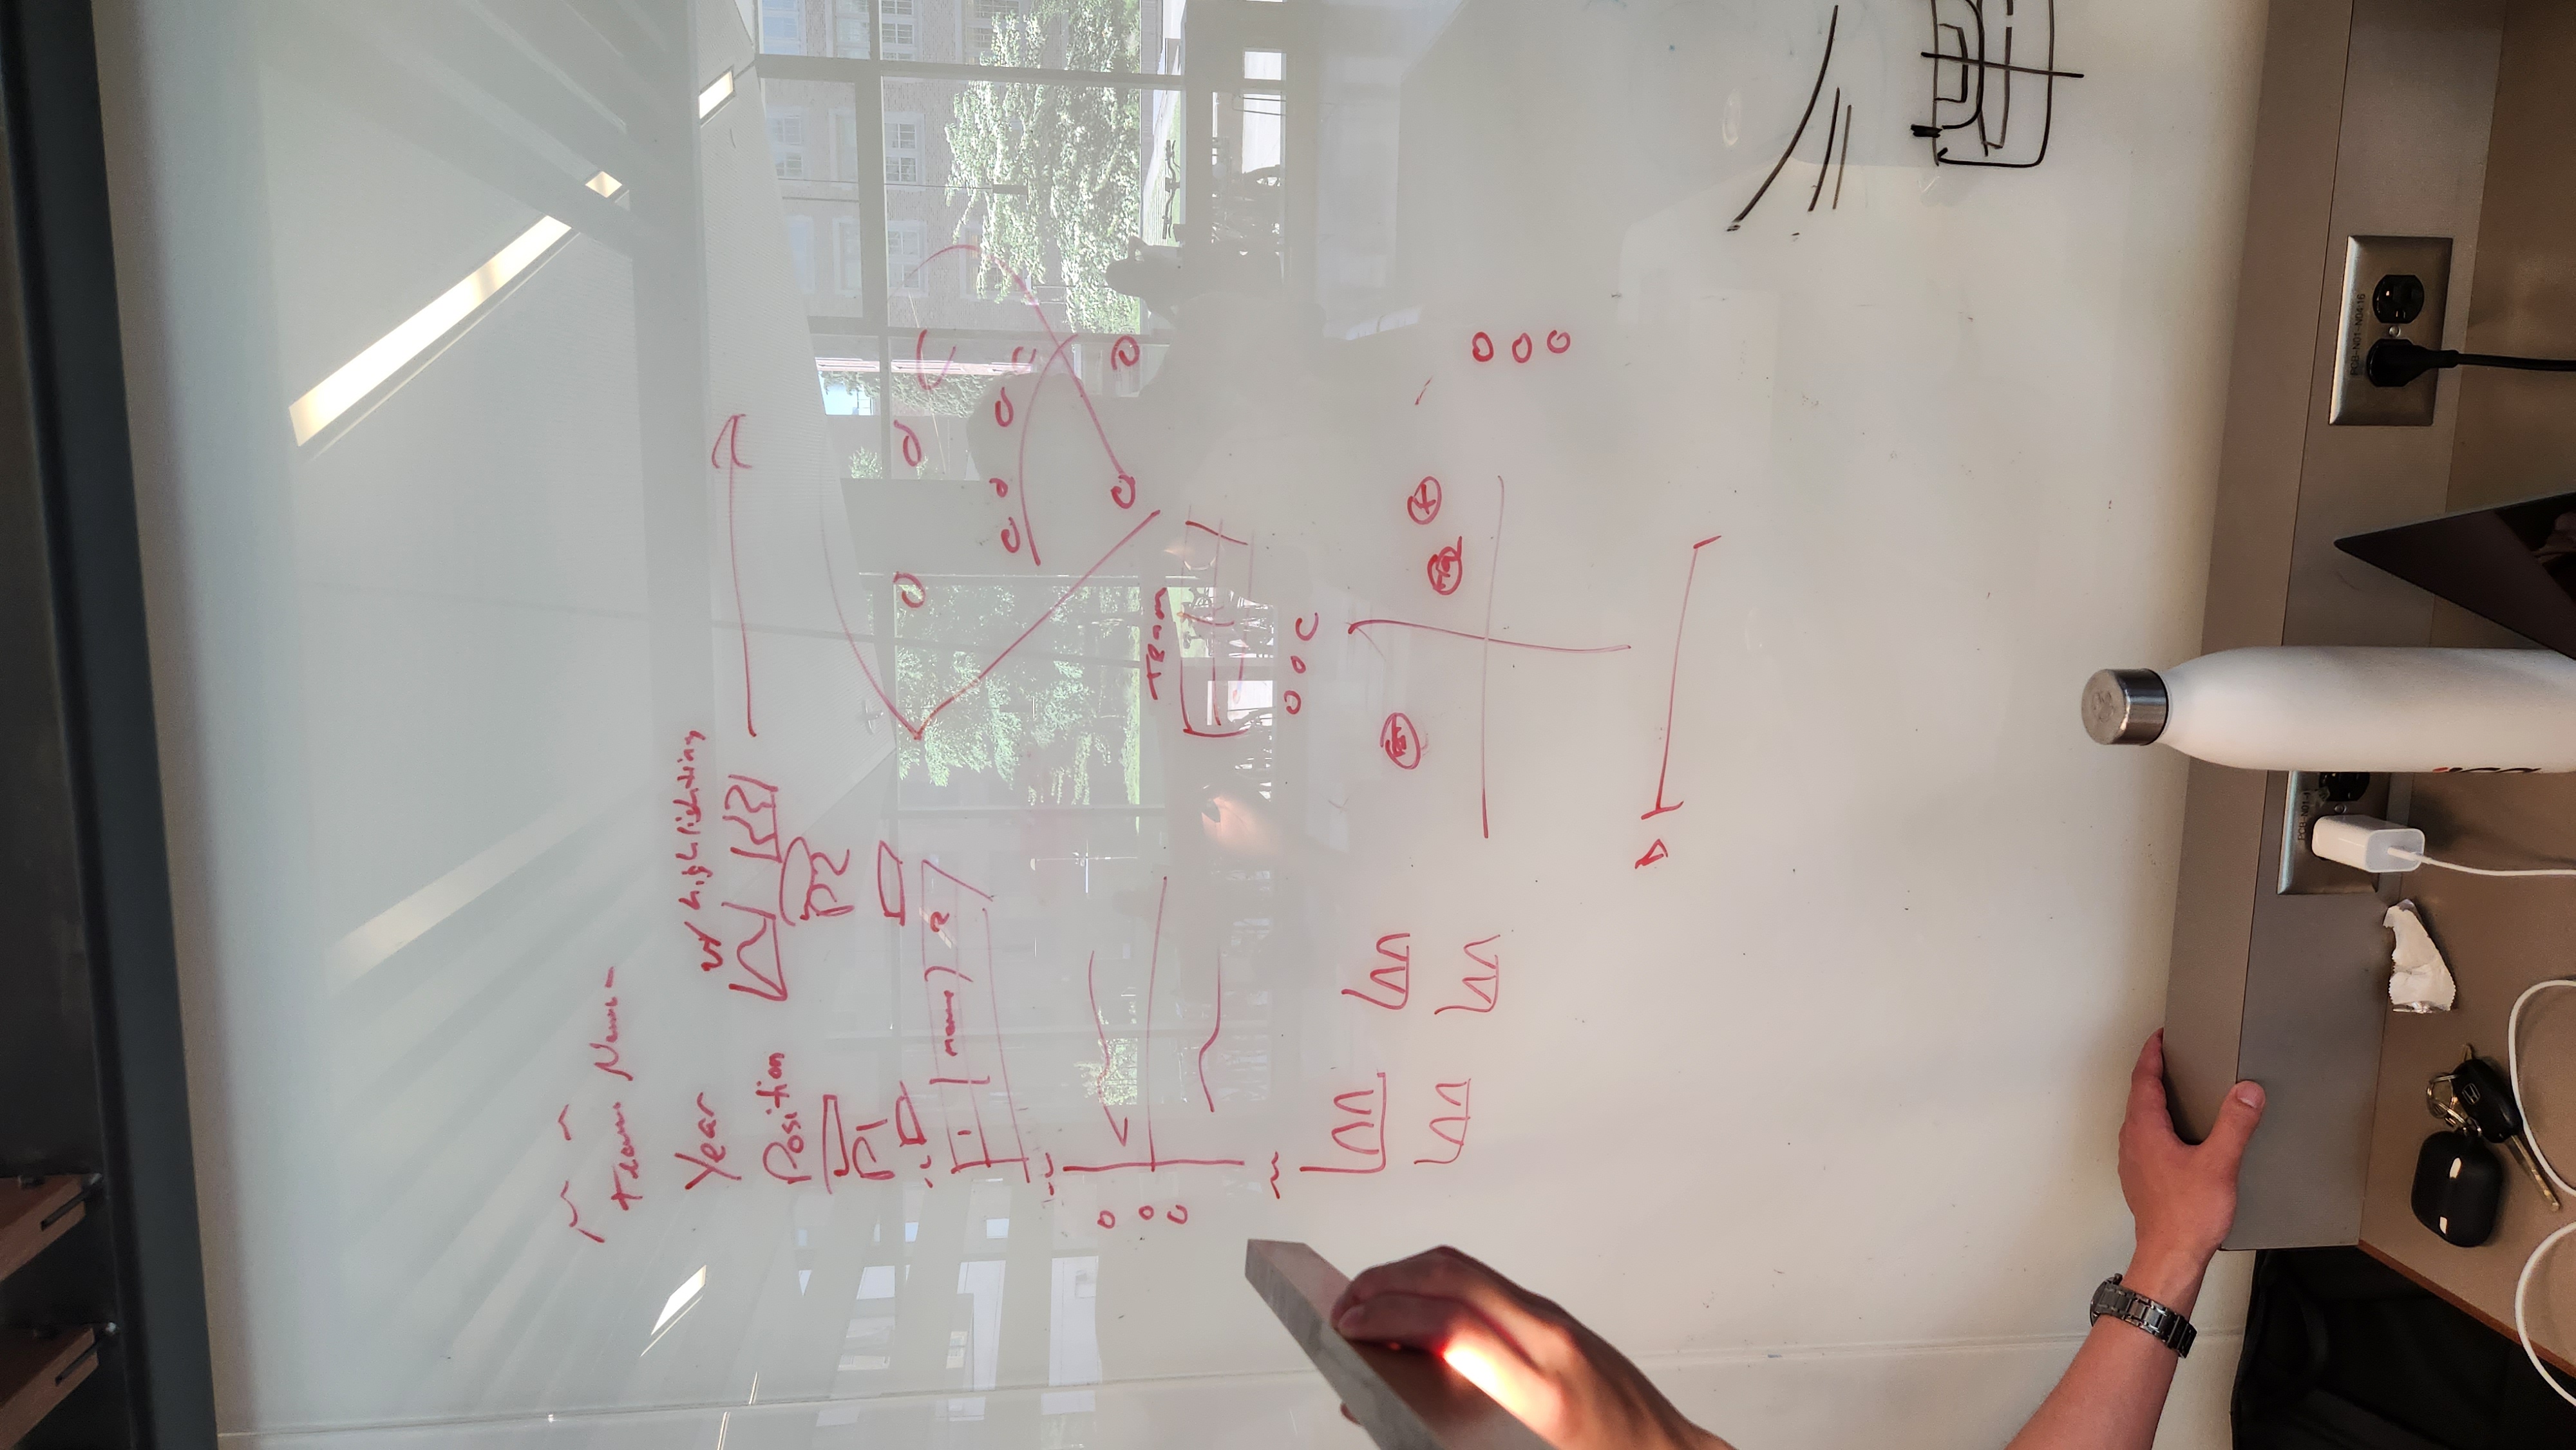 Team Name
Year
w/ highlighting
Position
P2
P1
1 name 2
Team
PCB-N01-N04:16